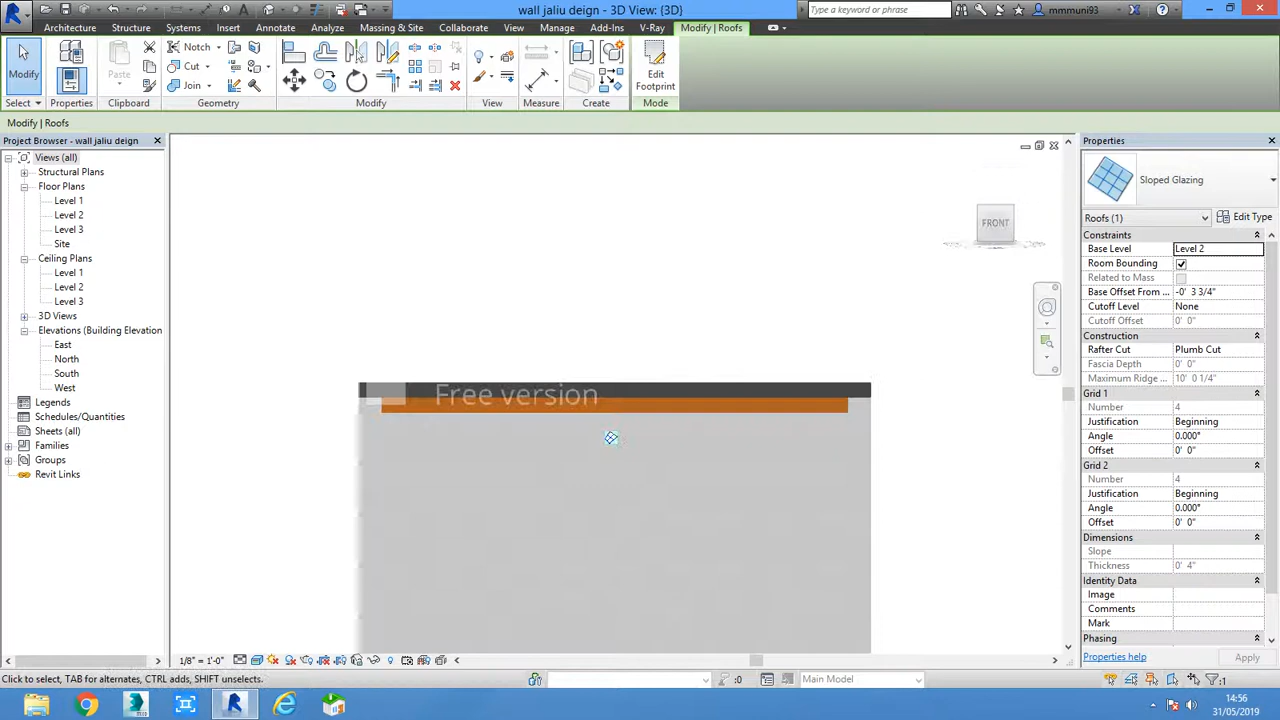 wall jaliu deign - 3D View: {3D}
Type a keyword or phrase
mmmuni93
Architecture Structure Systems Insert Annotate Analyze Massing & Site Collaborate View Manage Add-Ins V-Ray Modify | Roofs
Modify
Paste
Notch
Cut
Join
Edit
Footprint
Select Properties Clipboard Geometry Modify View Measure Create Mode
Modify | Roofs
Project Browser - wall jaliu deign
Views (all)
Structural Plans
Floor Plans
Level 1
Level 2
Level 3
Site
Ceiling Plans
Level 1
Level 2
Level 3
3D Views
Elevations (Building Elevation
East
North
South
West
Legends
Schedules/Quantities
Sheets (all)
Families
Groups
Revit Links
FRONT
Free version
Properties
Sloped Glazing
Roofs (1) Edit Type
Constraints
Base Level Level 2
Room Bounding
Related to Mass
Base Offset From ... -0' 3 3/4"
Cutoff Level None
Cutoff Offset 0' 0"
Construction
Rafter Cut Plumb Cut
Fascia Depth 0' 0"
Maximum Ridge ... 10' 0 1/4"
Grid 1
Number 4
Justification Beginning
Angle 0.000°
Offset 0' 0"
Grid 2
Number 4
Justification Beginning
Angle 0.000°
Offset 0' 0"
Dimensions
Slope
Thickness 0' 4"
Identity Data
Image
Comments
Mark
Phasing
Properties help Apply
1/8" = 1'-0"
Click to select, TAB for alternates, CTRL adds, SHIFT unselects.
:0
Main Model
:1
14:56
31/05/2019